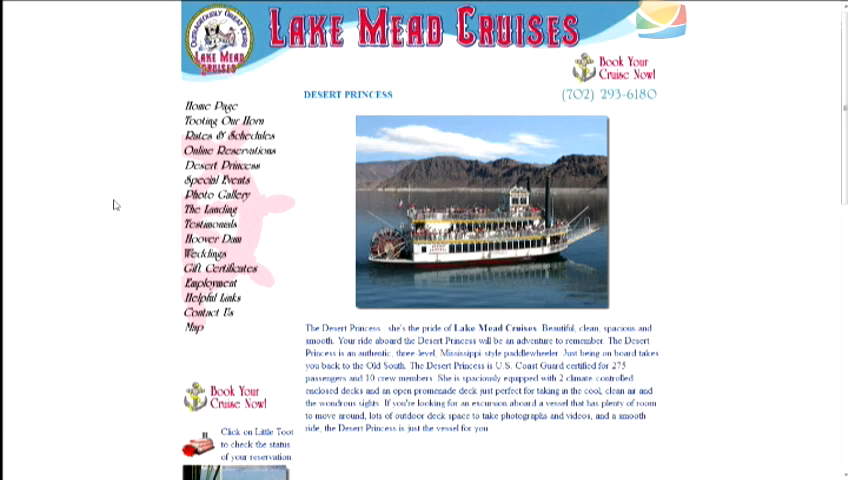 LAKE MEAD CRUISES
LAKE MEAD
CRUISES
Book Your
Cruise Now!
DESERT PRINCESS
(702) 293-6180
Home Page
Tooting Our Horn
Rates & Schedules
Online Reservations
Desert Princess
Special Events
Photo Gallery
The Landing
Testimonials
Hoover Dam
Weddings
Gift Certificates
Employment
Helpful Links
Contact Us
Map
The Desert Princess...she's the pride of Lake Mead Cruises. Beautiful, clean, spacious and
smooth. Your ride aboard the Desert Princess will be an adventure to remember. The Desert
Princess is an authentic, three-level, Mississippi-style paddlewheeler. Just being on board takes
you back to the Old South. The Desert Princess is U.S. Coast Guard certified for 275
passengers and 10 crew members. She is spaciously equipped with 2 climate-controlled
enclosed decks and an open promenade deck just perfect for taking in the cool, clean air and
the wondrous sights. If you're looking for an excursion aboard a vessel that has plenty of room
to move around, lots of outdoor deck space to take photographs and videos, and a smooth
ride, the Desert Princess is just the vessel for you.
Book Your
Cruise Now!
Click on Little Toot
to check the status
of your reservation.